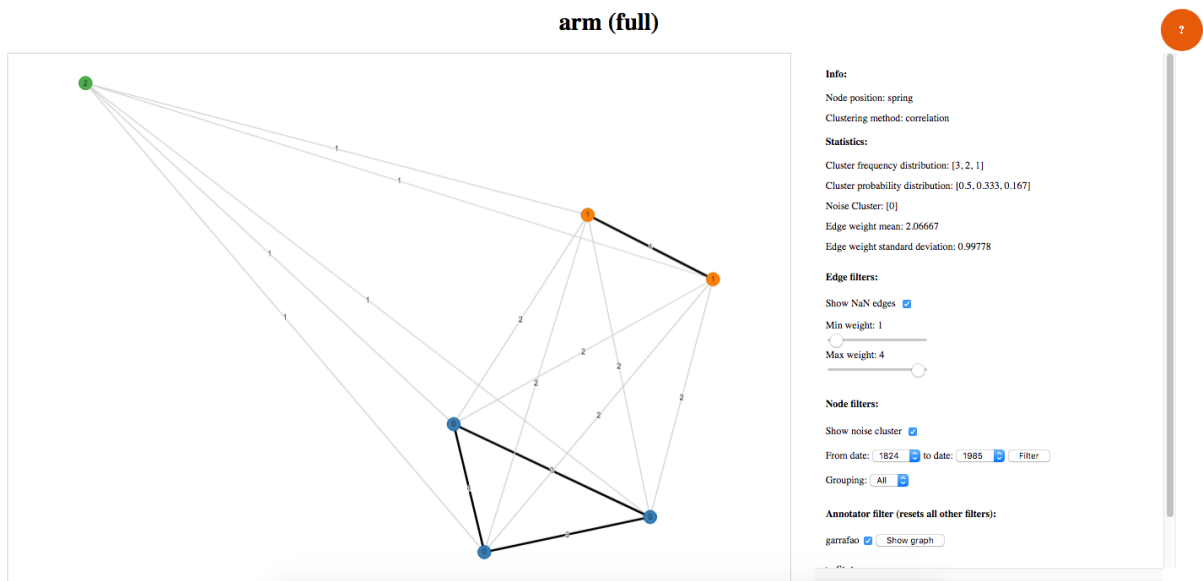 arm (full)
?
2
1
1
1
1
1
1
1
4
2
2
2
2
2
2
0
0
0
3
Info:
Node position: spring
Clustering method: correlation
Statistics:
Cluster frequency distribution: [3, 2, 1]
Cluster probability distribution: [0.5, 0.333, 0.167]
Noise Cluster: [0]
Edge weight mean: 2.06667
Edge weight standard deviation: 0.99778
Edge filters:
Show NaN edges
Min weight: 1
Max weight: 4
Node filters:
Show noise cluster
From date: 1824 to date: 1985 Filter
Grouping: All
Annotator filter (resets all other filters):
garrafao Show graph